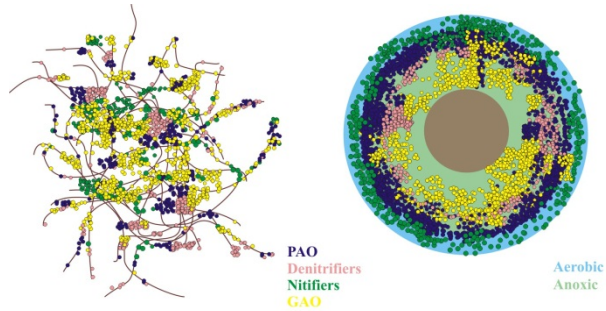 PAO
Denitrifiers
Nitifiers
GAO
Aerobic
Anoxic